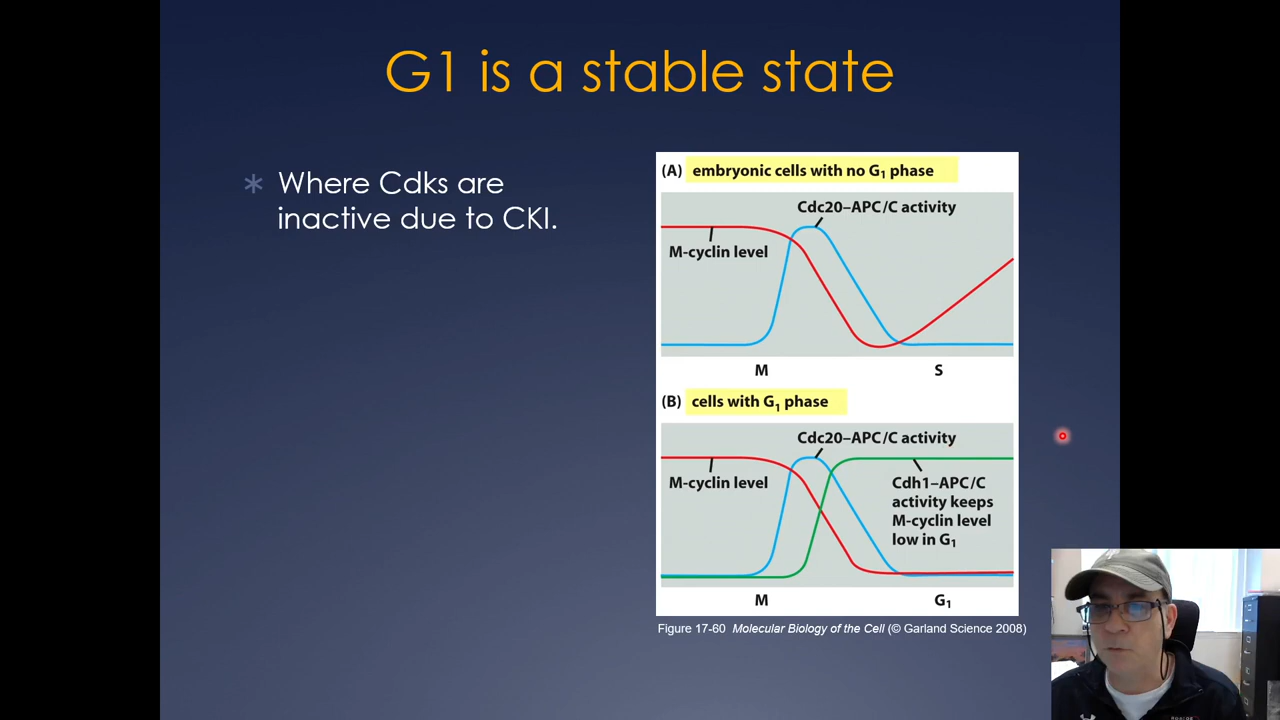 G1 is a stable state
Where Cdks are
inactive due to CKI.
(A) embryonic cells with no G₁ phase
Cdc20–APC/C activity
M-cyclin level
M
S
(B) cells with G₁ phase
Cdc20–APC/C activity
M-cyclin level
Cdh1–APC/C
activity keeps
M-cyclin level
low in G₁
M
G₁
Figure 17-60 Molecular Biology of the Cell (© Garland Science 2008)